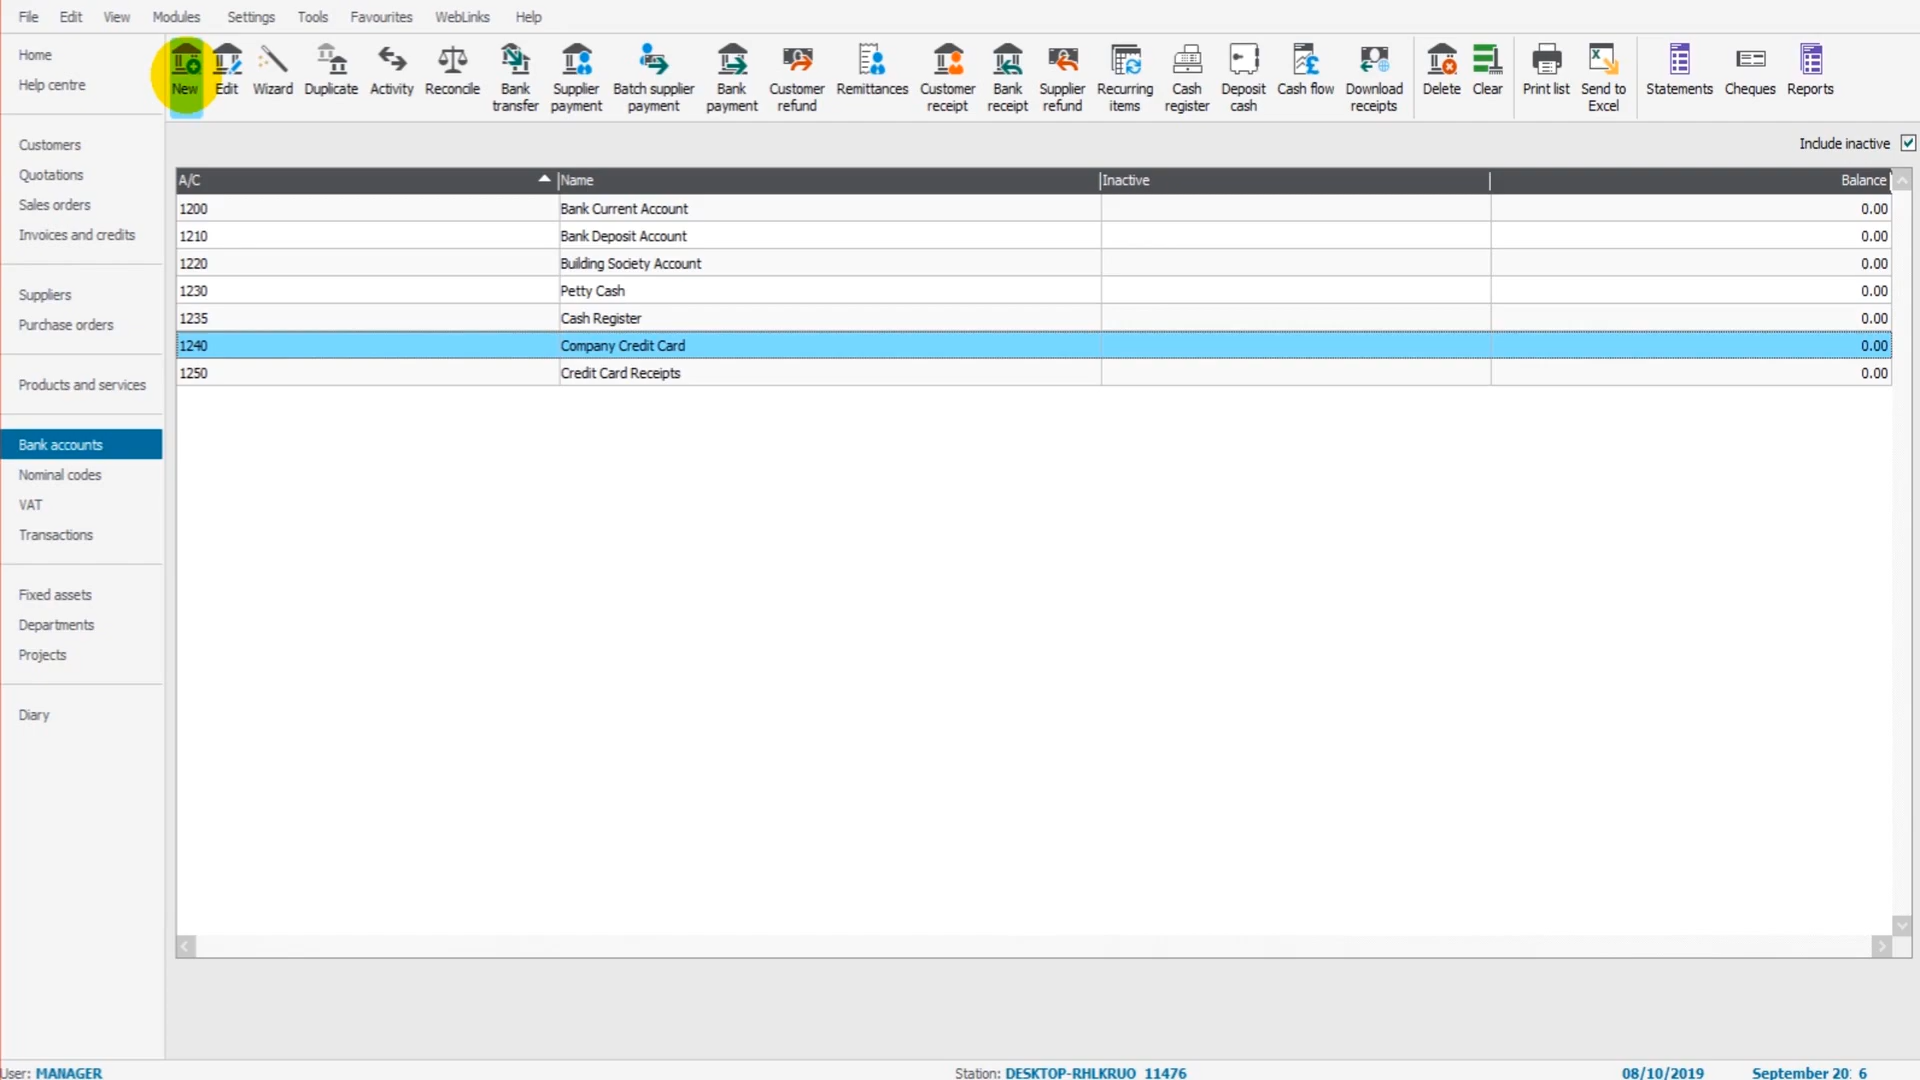 File Edit View Modules Settings Tools Favourites WebLinks Help
Home
Help centre
Customers
Quotations
Sales orders
Invoices and credits
Suppliers
Purchase orders
Products and services
Bank accounts
Nominal codes
VAT
Transactions
Fixed assets
Departments
Projects
Diary
New Edit Wizard Duplicate Activity Reconcile Bank transfer Supplier payment Batch supplier payment Bank payment Customer refund Remittances Customer receipt Bank receipt Supplier refund Recurring items Cash register Deposit cash Cash flow Download receipts Delete Clear Print list Send to Excel Statements Cheques Reports
Include inactive
A/C Name Inactive Balance
1200 Bank Current Account 0.00
1210 Bank Deposit Account 0.00
1220 Building Society Account 0.00
1230 Petty Cash 0.00
1235 Cash Register 0.00
1240 Company Credit Card 0.00
1250 Credit Card Receipts 0.00
User: MANAGER Station: DESKTOP-RHLKRUO 11476 08/10/2019 September